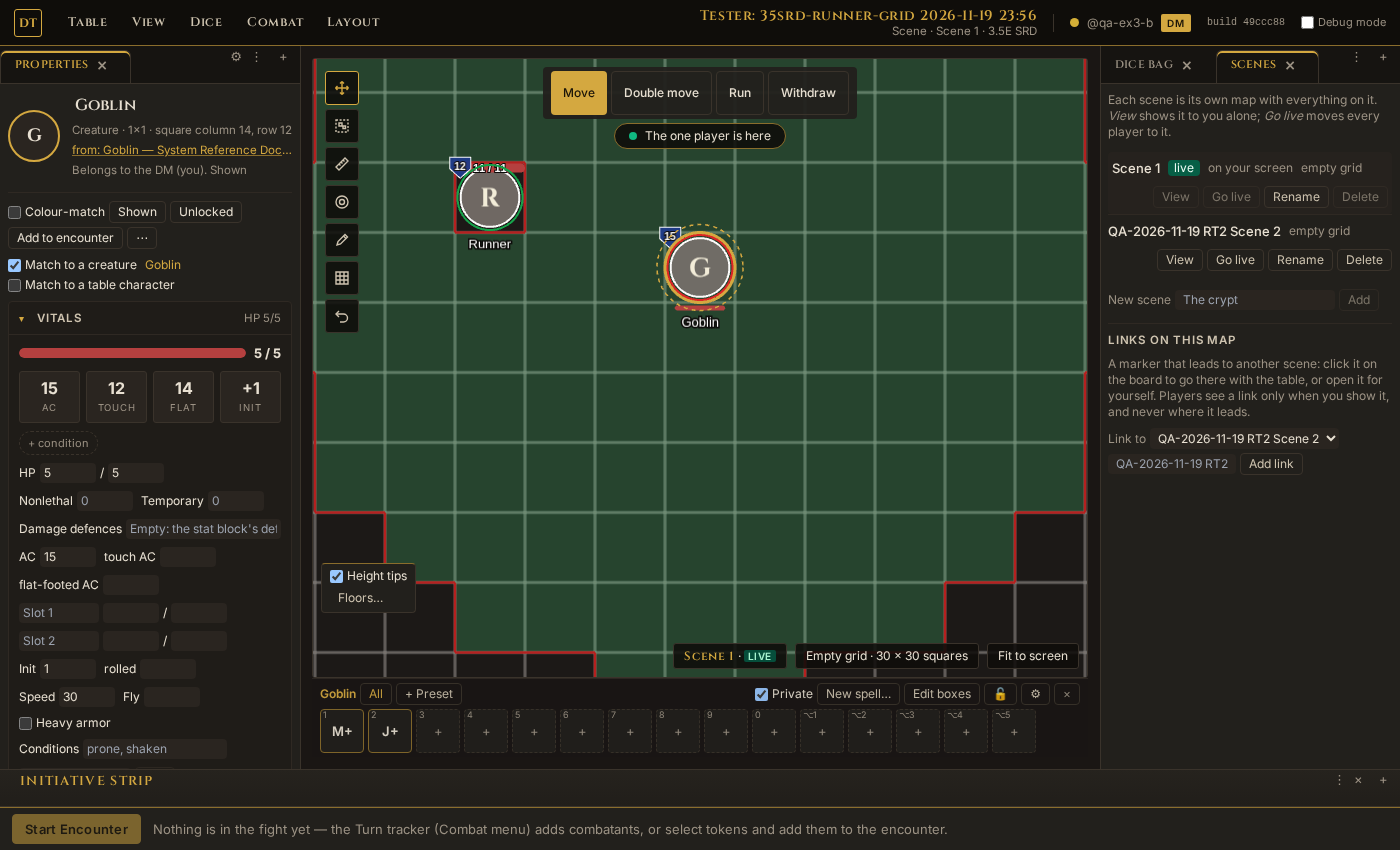 DT TABLE VIEW DICE COMBAT LAYOUT
TESTER: 35SRD-RUNNER-GRID 2026-11-19 23:56
Scene · Scene 1 · 3.5E SRD
@qa-ex3-b DM build 49ccc88 Debug mode
PROPERTIES × ⚙ ⋮ +
G
GOBLIN
Creature · 1×1 · square column 14, row 12
from: Goblin — System Reference Doc...
Belongs to the DM (you). Shown
Colour-match Shown Unlocked
Add to encounter ...
Match to a creature Goblin
Match to a table character
▾ VITALS HP 5/5
5 / 5
15 12 14 +1
AC TOUCH FLAT INIT
+ condition
HP 5 / 5
Nonlethal 0 Temporary 0
Damage defences Empty: the stat block's def
AC 15 touch AC
flat-footed AC
Slot 1 /
Slot 2 /
Init 1 rolled
Speed 30 Fly
Heavy armor
Conditions prone, shaken
Move Double move Run Withdraw
The one player is here
12 11 / 11
R
Runner
15
G
Goblin
Height tips
Floors...
SCENE 1 · LIVE Empty grid · 30 × 30 squares Fit to screen
Goblin All + Preset Private New spell... Edit boxes 🔓 ⚙ ×
1 2 3 4 5 6 7 8 9 0 ⌥1 ⌥2 ⌥3 ⌥4 ⌥5
M+ J+ + + + + + + + + + + + + +
DICE BAG × SCENES × ⋮ +
Each scene is its own map with everything on it.
View shows it to you alone; Go live moves every
player to it.
Scene 1 live on your screen empty grid
View Go live Rename Delete
QA-2026-11-19 RT2 Scene 2 empty grid
View Go live Rename Delete
New scene The crypt Add
LINKS ON THIS MAP
A marker that leads to another scene: click it on
the board to go there with the table, or open it for
yourself. Players see a link only when you show it,
and never where it leads.
Link to QA-2026-11-19 RT2 Scene 2
QA-2026-11-19 RT2 Add link
INITIATIVE STRIP ⋮ × +
Start Encounter Nothing is in the fight yet — the Turn tracker (Combat menu) adds combatants, or select tokens and add them to the encounter.